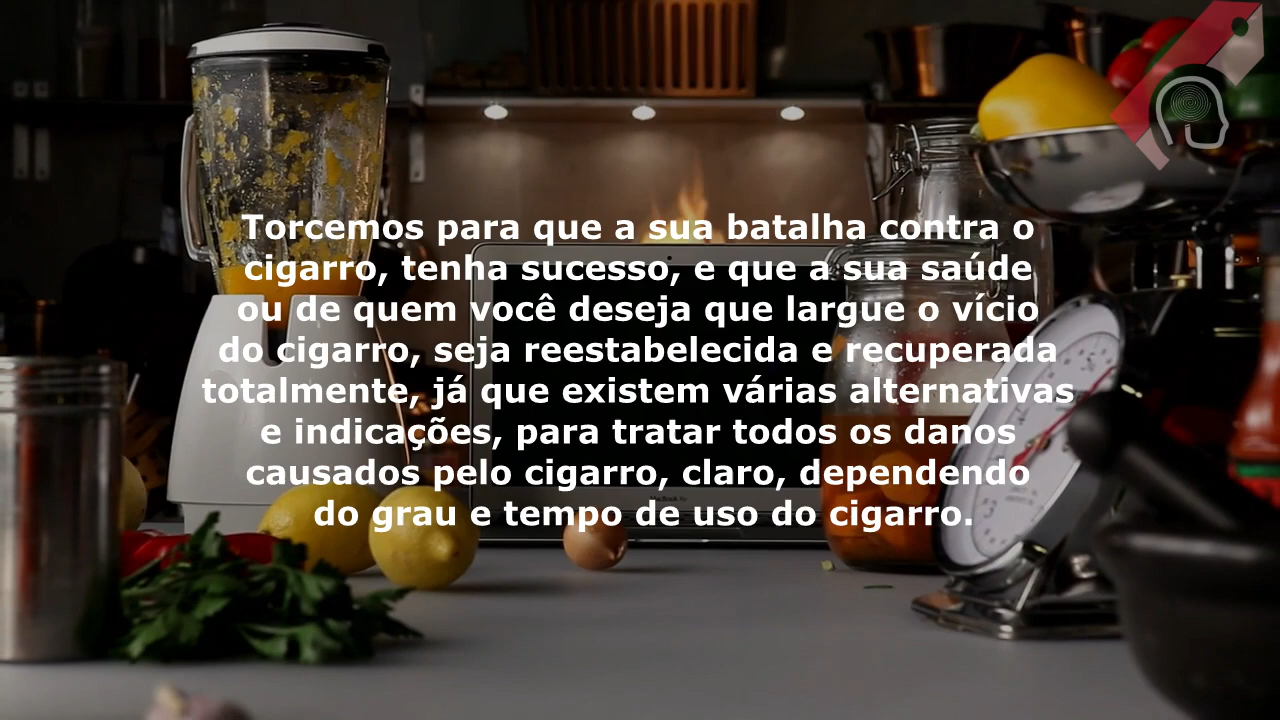 Torcemos para que a sua batalha contra o
cigarro, tenha sucesso, e que a sua saúde
ou de quem você deseja que largue o vício
do cigarro, seja reestabelecida e recuperada
totalmente, já que existem várias alternativas
e indicações, para tratar todos os danos
causados pelo cigarro, claro, dependendo
do grau e tempo de uso do cigarro.
MacBook Air